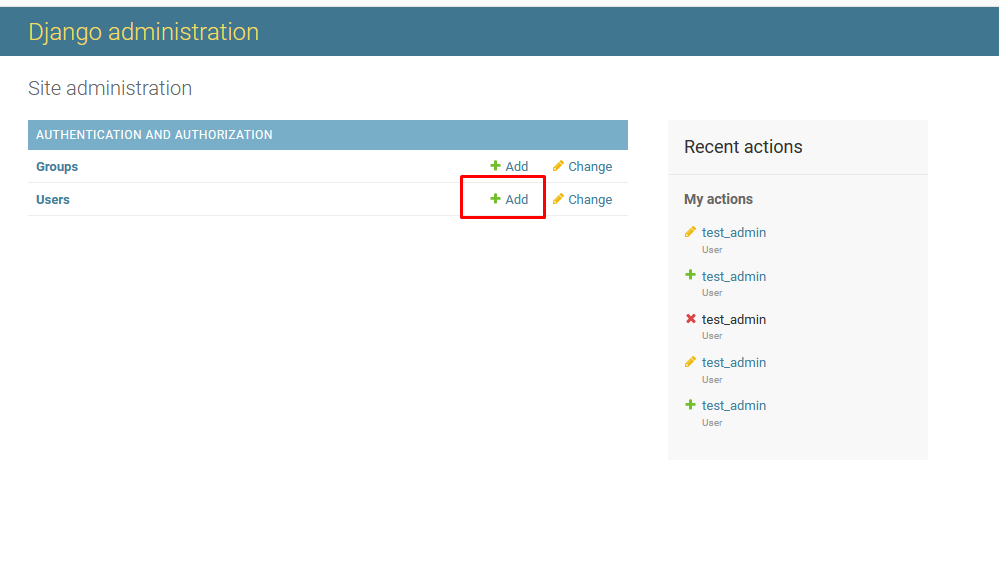 Django administration
Site administration
AUTHENTICATION AND AUTHORIZATION
Groups Add Change
Users Add Change
Recent actions
My actions
test_admin
User
test_admin
User
test_admin
User
test_admin
User
test_admin
User